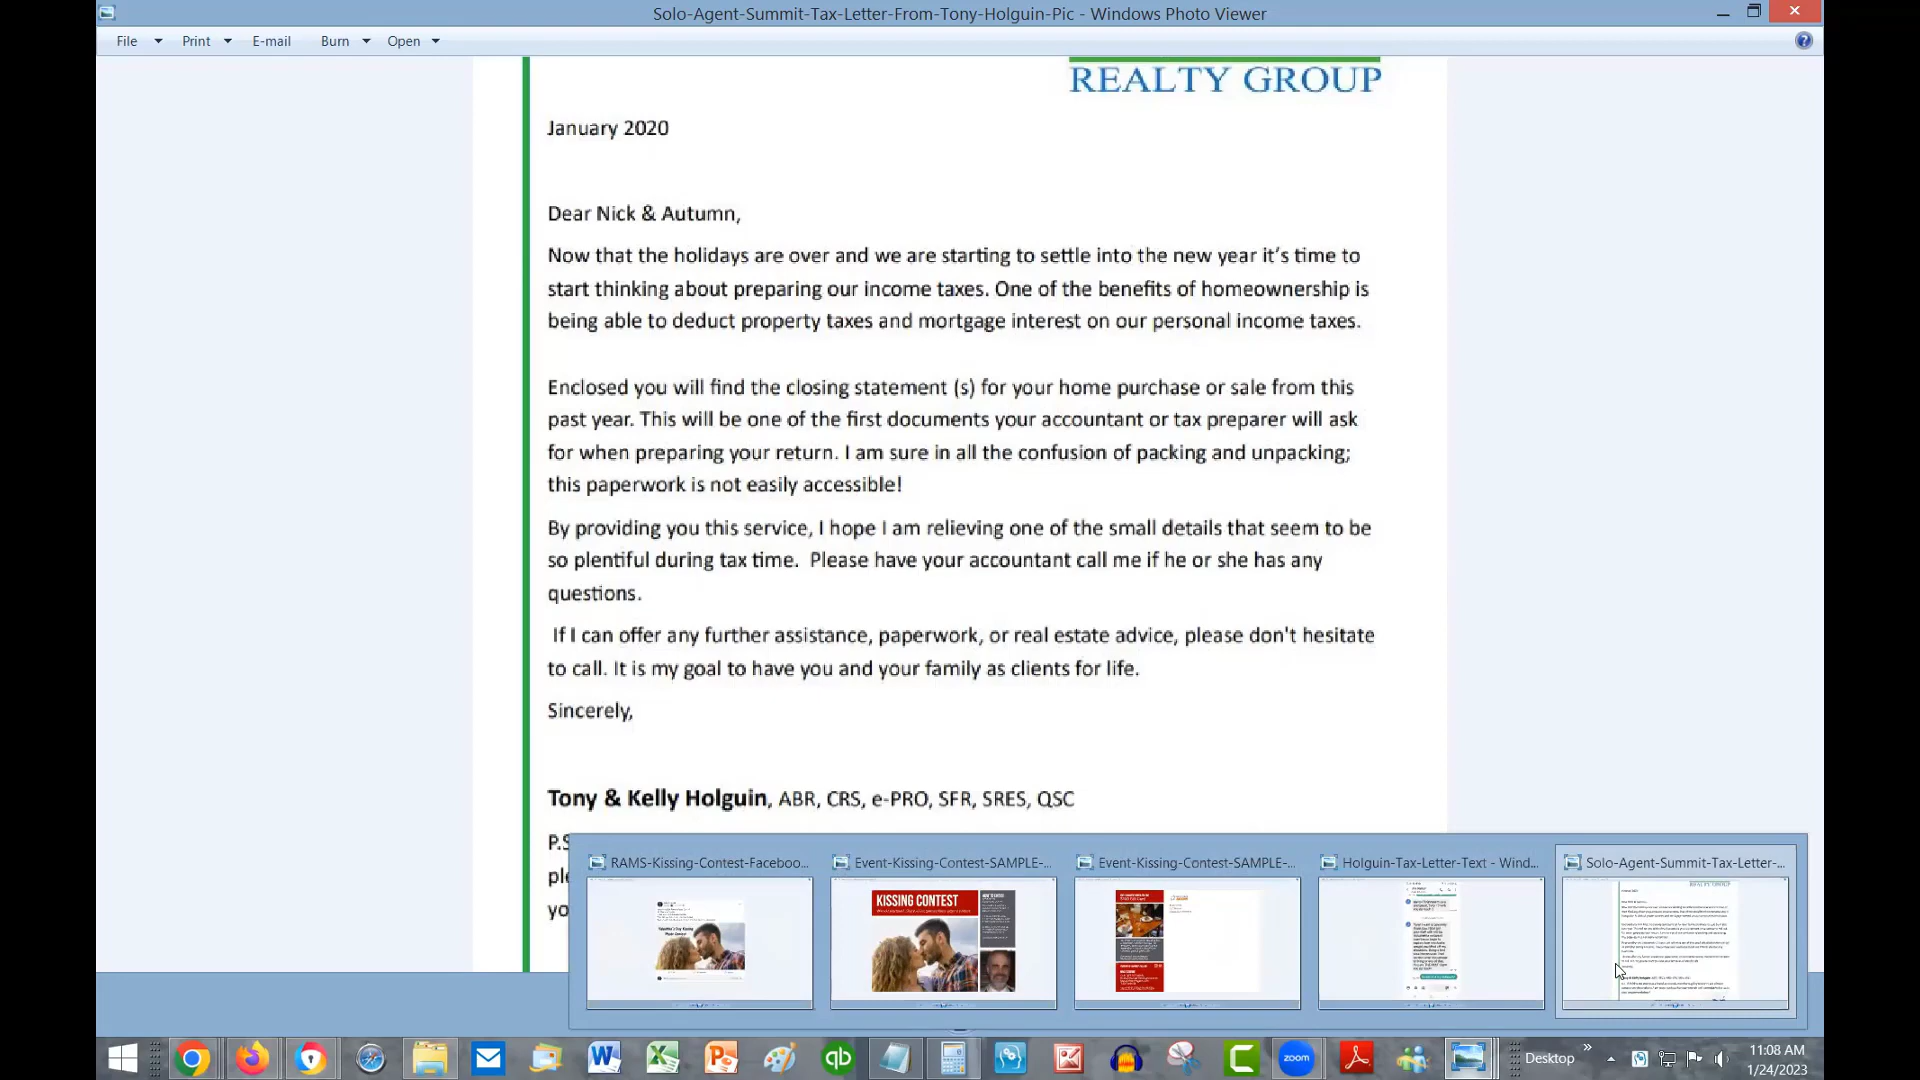 Solo-Agent-Summit-Tax-Letter-From-Tony-Holguin-Pic - Windows Photo Viewer
File Print E-mail Burn Open
REALTY GROUP
January 2020
Dear Nick & Autumn,
Now that the holidays are over and we are starting to settle into the new year it's time to
start thinking about preparing our income taxes. One of the benefits of homeownership is
being able to deduct property taxes and mortgage interest on our personal income taxes.
Enclosed you will find the closing statement (s) for your home purchase or sale from this
past year. This will be one of the first documents your accountant or tax preparer will ask
for when preparing your return. I am sure in all the confusion of packing and unpacking;
this paperwork is not easily accessible!
By providing you this service, I hope I am relieving one of the small details that seem to be
so plentiful during tax time. Please have your accountant call me if he or she has any
questions.
If I can offer any further assistance, paperwork, or real estate advice, please don't hesitate
to call. It is my goal to have you and your family as clients for life.
Sincerely,
Tony & Kelly Holguin, ABR, CRS, e-PRO, SFR, SRES, QSC
P.S
ple
yo
RAMS-Kissing-Contest-Faceboo... Event-Kissing-Contest-SAMPLE-... Event-Kissing-Contest-SAMPLE-... Holguin-Tax-Letter-Text - Wind... Solo-Agent-Summit-Tax-Letter-...
KISSING CONTEST
REALTY GROUP
zoom
Desktop
11:08 AM
1/24/2023